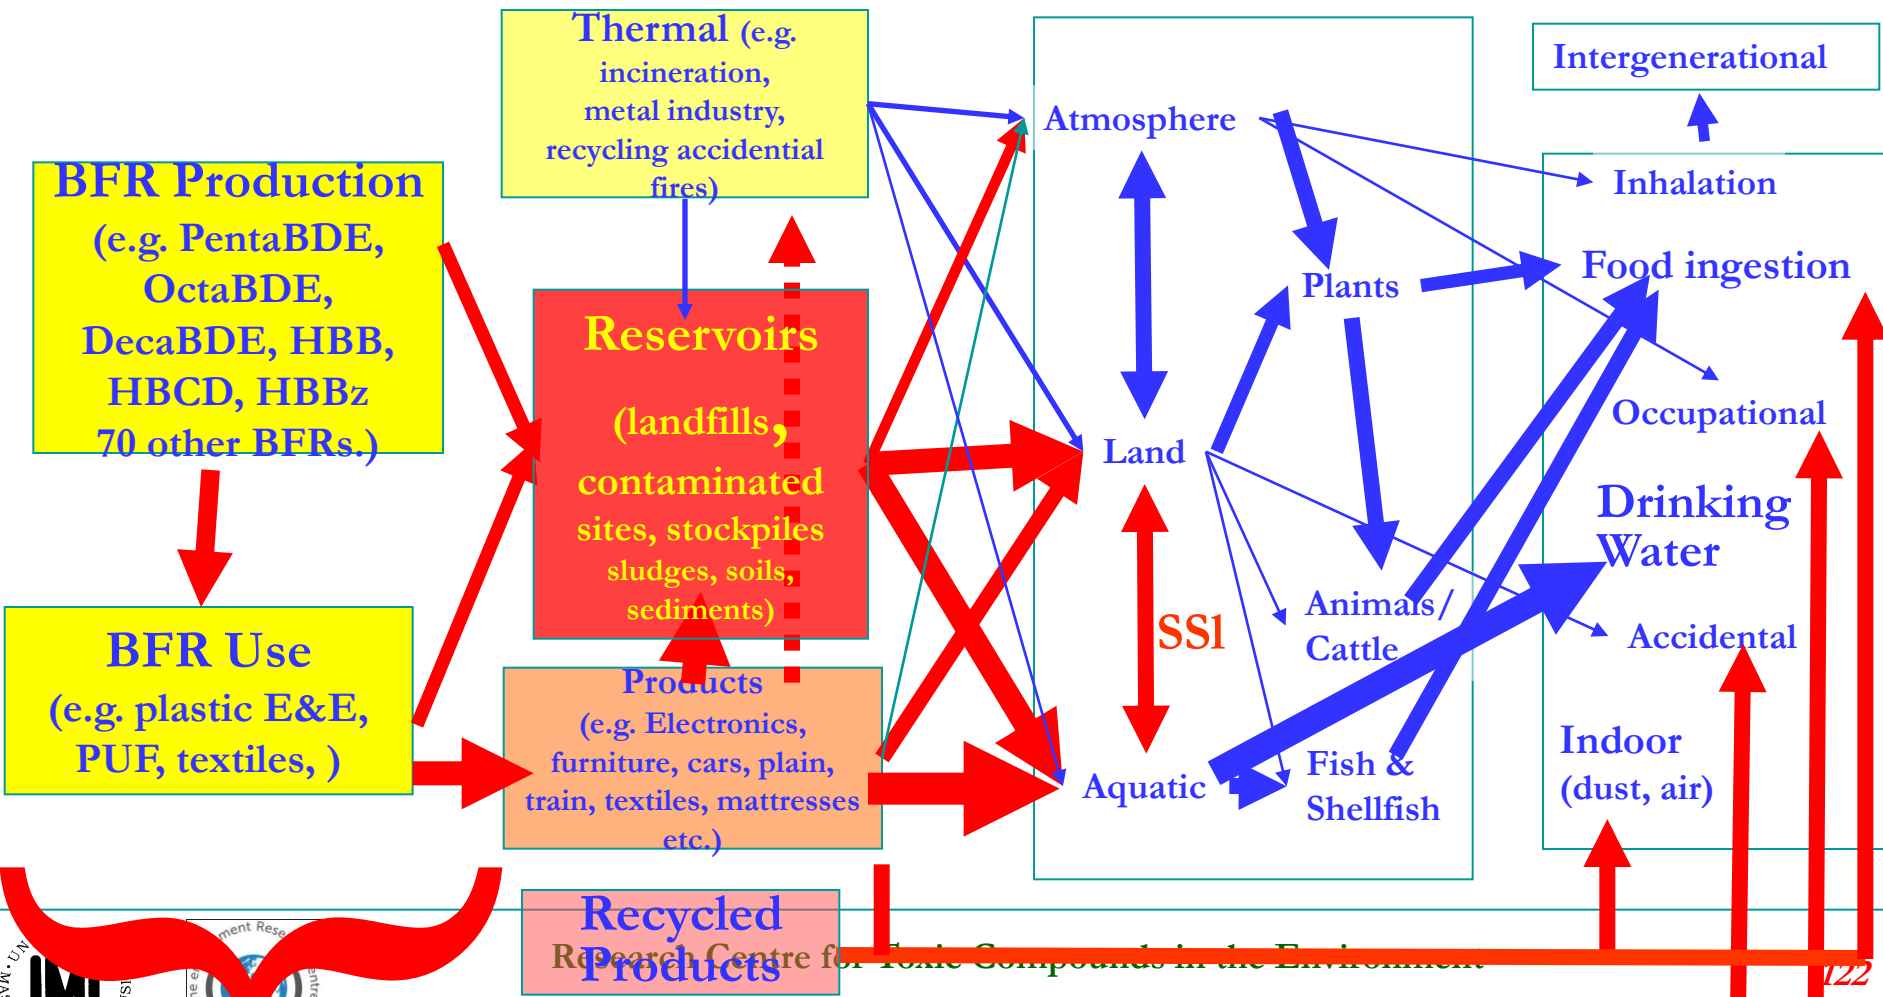 BFR Production
(e.g. PentaBDE,
OctaBDE,
DecaBDE, HBB,
HBCD, HBBz
70 other BFRs.)
BFR Use
(e.g. plastic E&E,
PUF, textiles, )
Thermal (e.g.
incineration,
metal industry,
recycling accidential
fires)
Reservoirs
(landfills,
contaminated
sites, stockpiles
sludges, soils,
sediments)
Products
(e.g. Electronics,
furniture, cars, plain,
train, textiles, mattresses
etc.)
Recycled
Products
Atmosphere
Plants
Land
SSl
Animals/
Cattle
Aquatic
Fish &
Shellfish
Intergenerational
Inhalation
Food ingestion
Occupational
Drinking
Water
Accidental
Indoor
(dust, air)
Research Centre for Toxic Compounds in the Environment
122